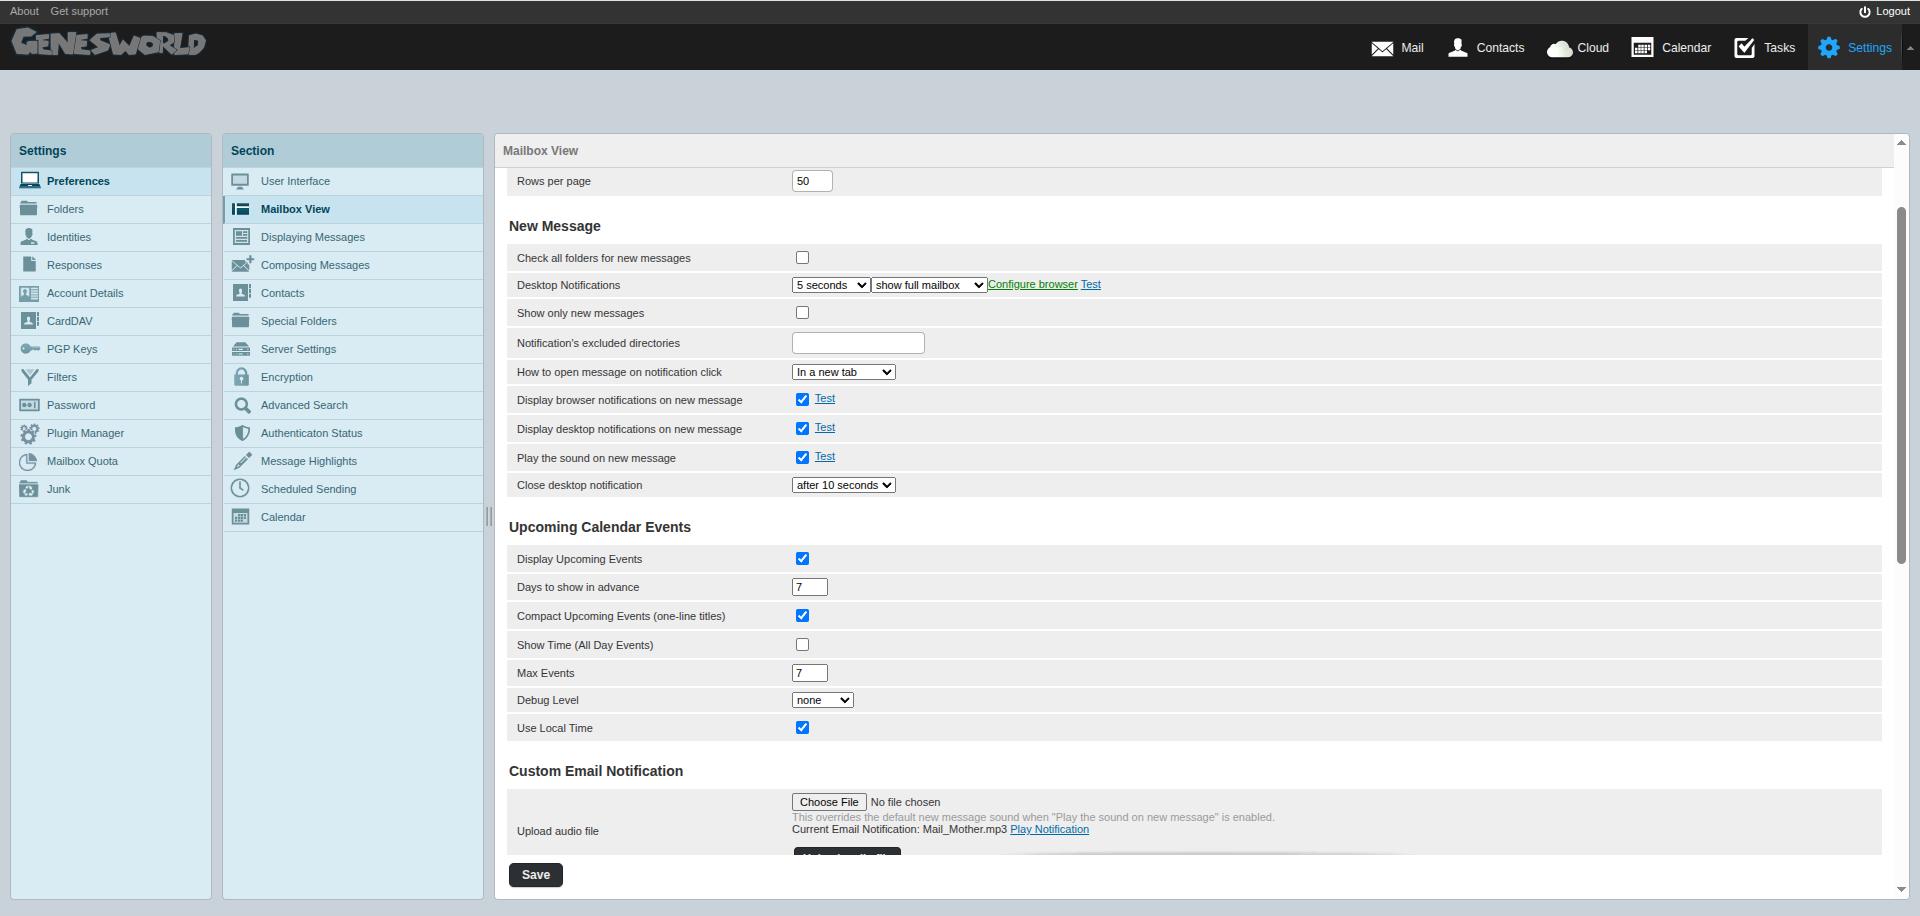 About Get support
Logout
GENESWORLD
Mail Contacts Cloud Calendar Tasks Settings
Settings
Preferences
Folders
Identities
Responses
Account Details
CardDAV
PGP Keys
Filters
Password
Plugin Manager
Mailbox Quota
Junk
Section
User Interface
Mailbox View
Displaying Messages
Composing Messages
Contacts
Special Folders
Server Settings
Encryption
Advanced Search
Authenticaton Status
Message Highlights
Scheduled Sending
Calendar
Mailbox View
Rows per page 50
New Message
Check all folders for new messages
Desktop Notifications 5 seconds show full mailbox Configure browser Test
Show only new messages
Notification's excluded directories
How to open message on notification click In a new tab
Display browser notifications on new message Test
Display desktop notifications on new message Test
Play the sound on new message Test
Close desktop notification after 10 seconds
Upcoming Calendar Events
Display Upcoming Events
Days to show in advance 7
Compact Upcoming Events (one-line titles)
Show Time (All Day Events)
Max Events 7
Debug Level none
Use Local Time
Custom Email Notification
Choose File No file chosen
This overrides the default new message sound when "Play the sound on new message" is enabled.
Upload audio file Current Email Notification: Mail_Mother.mp3 Play Notification
Save